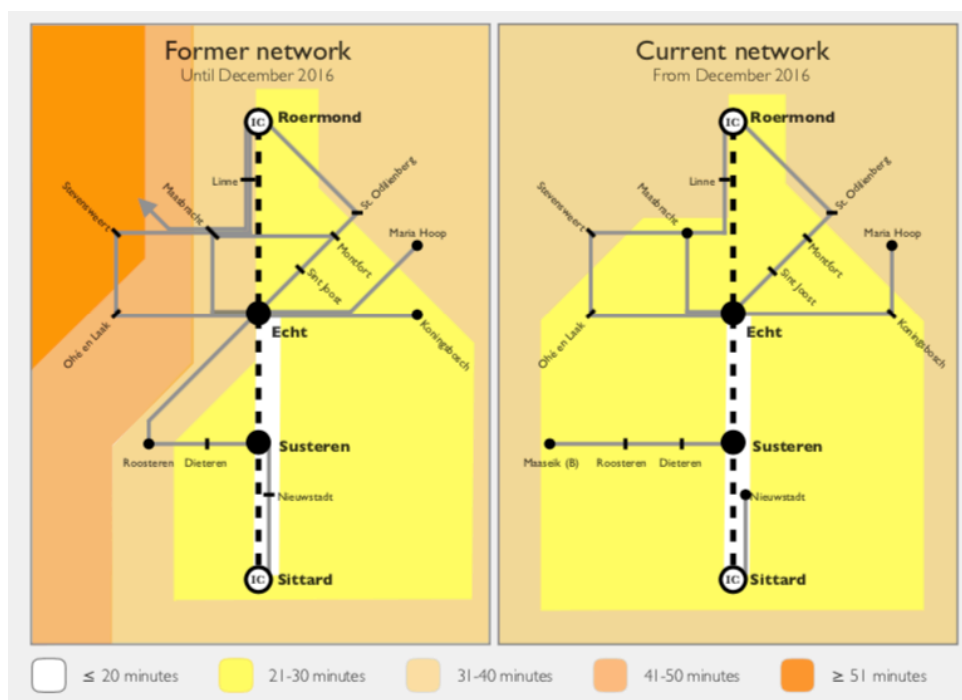 Former network
Until December 2016
IC
Roermond
Linne
St. Odiliënberg
Stevensweert
Maasbracht
Maria Hoop
Montfort
Sint Joost
Echt
Ohé en Laak
Koningsbosch
Susteren
Roosteren
Dieteren
Nieuwstadt
IC
Sittard
Current network
From December 2016
IC
Roermond
Linne
St. Odiliënberg
Stevensweert
Maasbracht
Maria Hoop
Montfort
Sint Joost
Echt
Ohé en Laak
Koningsbosch
Susteren
Maaseik (B)
Roosteren
Dieteren
Nieuwstadt
IC
Sittard
≤ 20 minutes
21-30 minutes
31-40 minutes
41-50 minutes
≥ 51 minutes